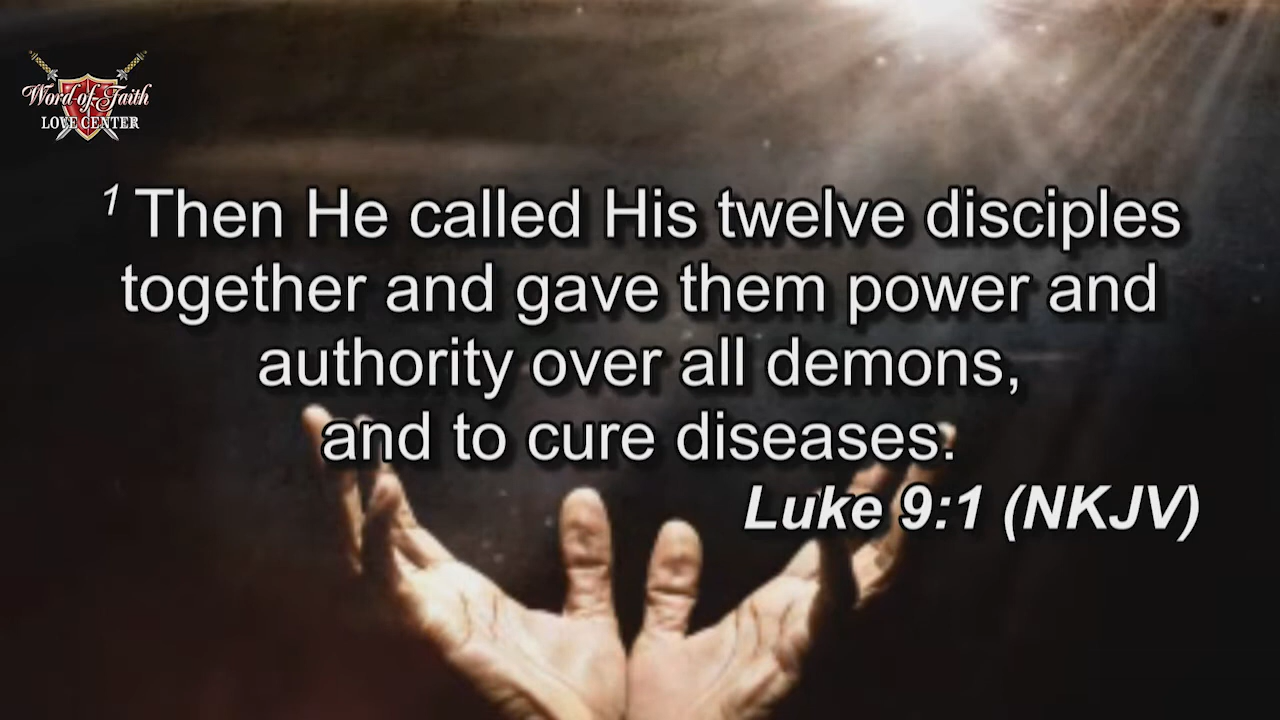 Word of Faith
LOVE CENTER
1 Then He called His twelve disciples
together and gave them power and
authority over all demons,
and to cure diseases.
Luke 9:1 (NKJV)